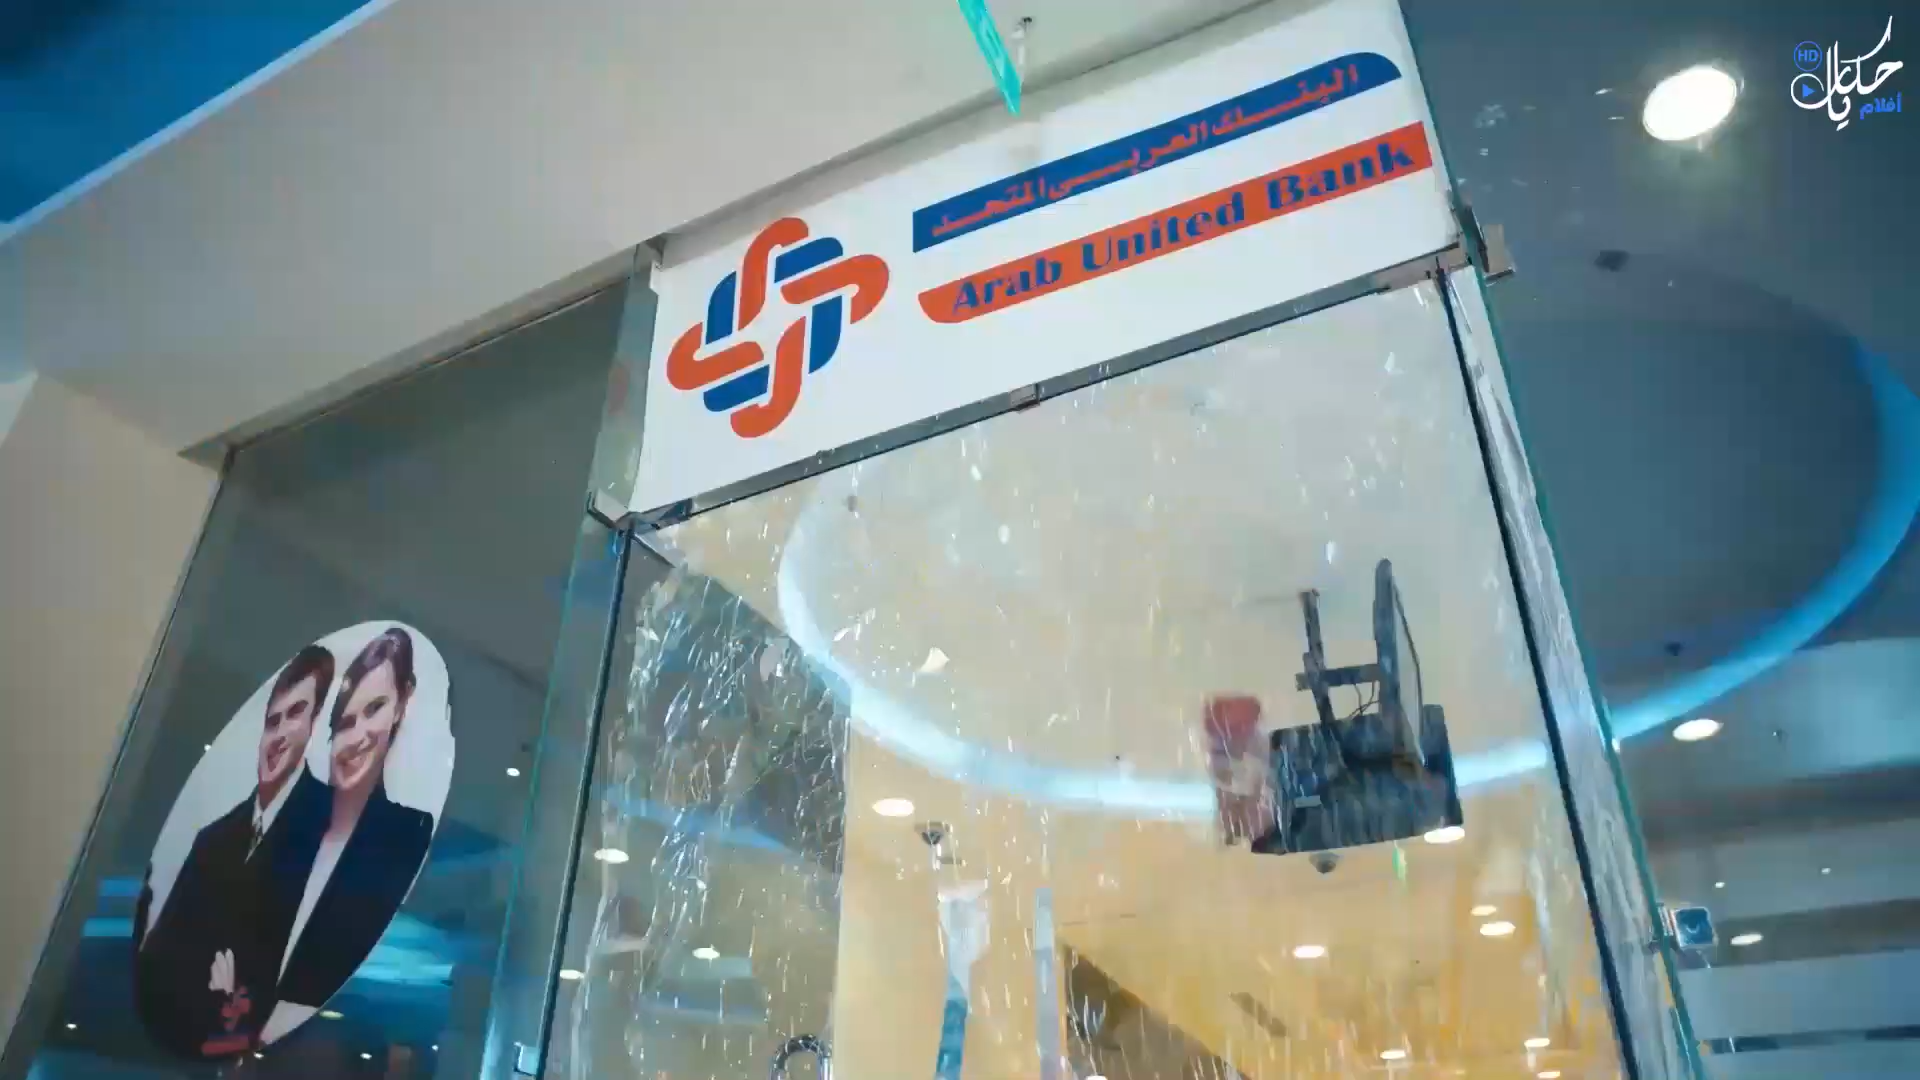 البنك العربي المتحد
Arab United Bank
HD
حكايا
أفلام